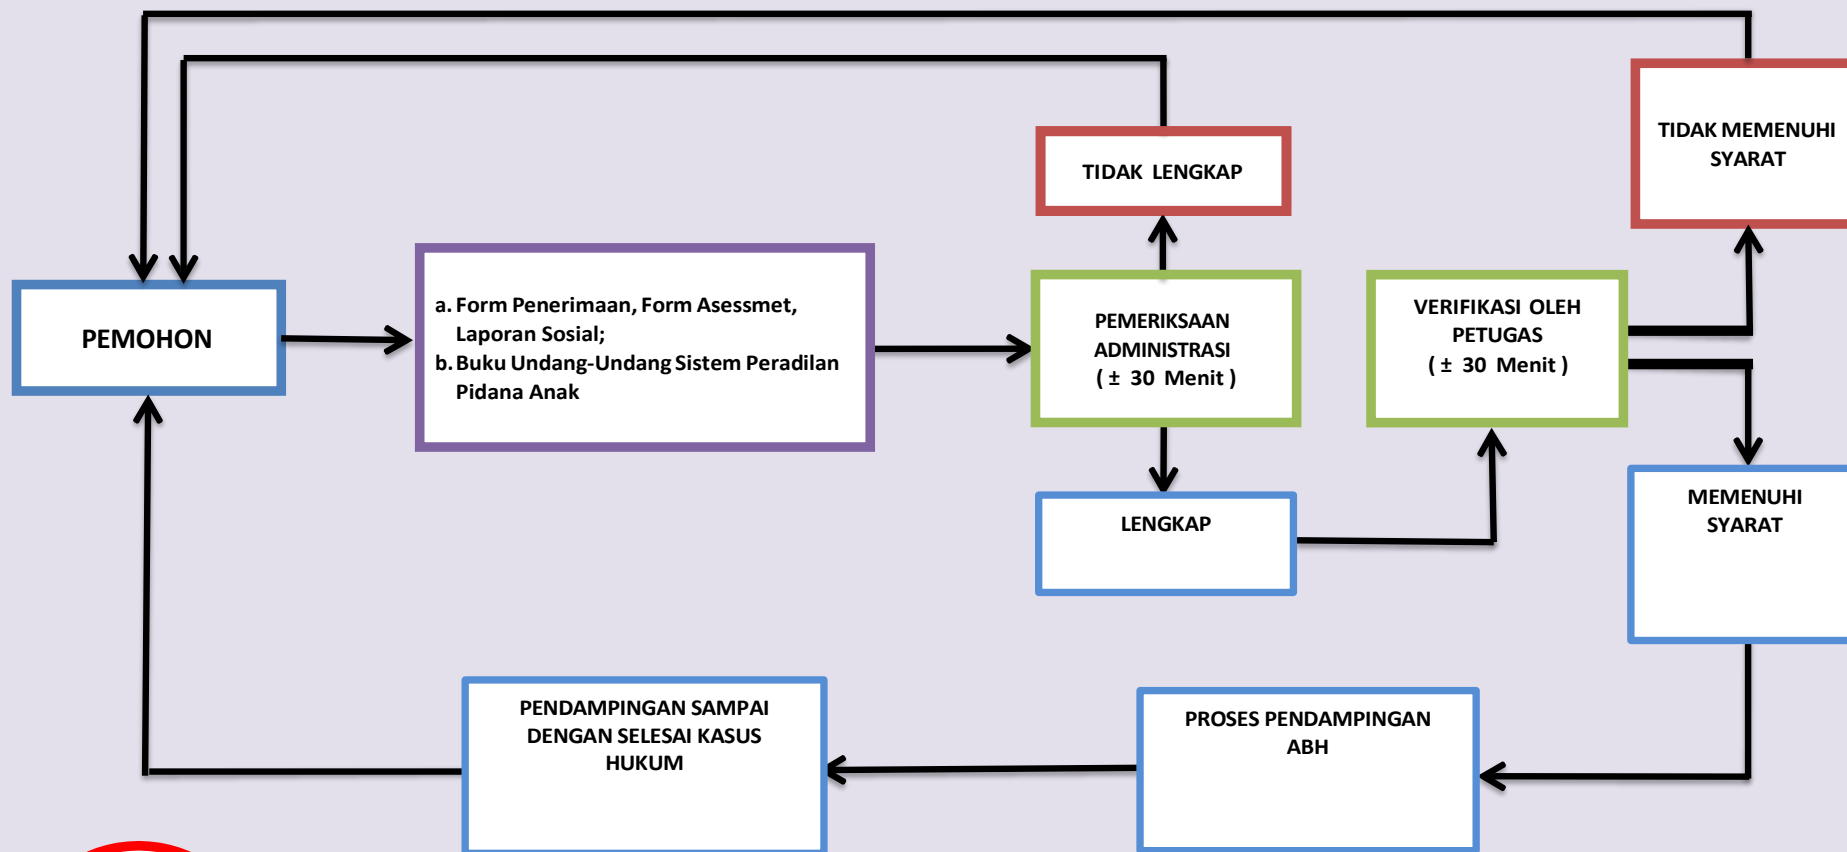 TIDAK MEMENUHI
SYARAT
TIDAK LENGKAP
PEMOHON
a. Form Penerimaan, Form Asessmet,
Laporan Sosial;
b. Buku Undang-Undang Sistem Peradilan
Pidana Anak
PEMERIKSAAN
ADMINISTRASI
( ± 30 Menit )
VERIFIKASI OLEH
PETUGAS
( ± 30 Menit )
LENGKAP
MEMENUHI
SYARAT
PENDAMPINGAN SAMPAI
DENGAN SELESAI KASUS
HUKUM
PROSES PENDAMPINGAN
ABH